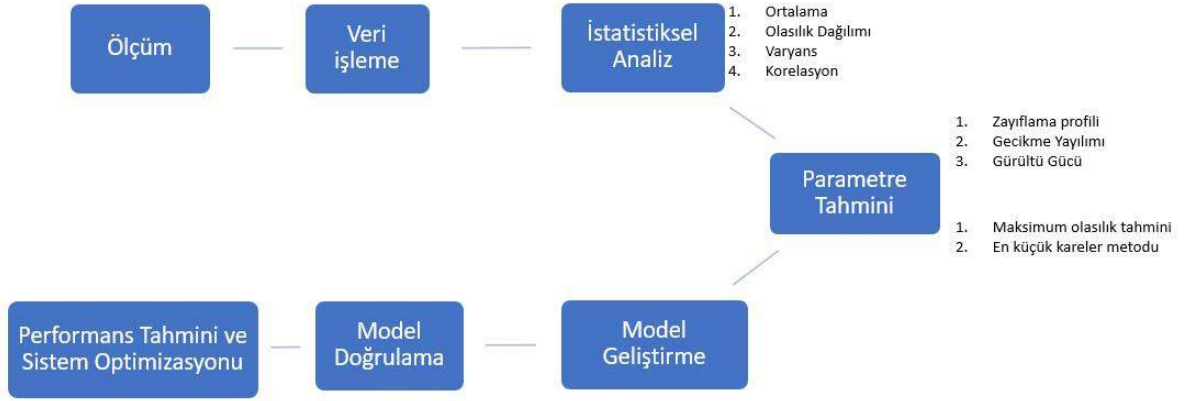 Ölçüm
Veri
işleme
İstatistiksel
Analiz
1. Ortalama
2. Olasılık Dağılımı
3. Varyans
4. Korelasyon
Parametre
Tahmini
1. Zayıflama profili
2. Gecikme Yayılımı
3. Gürültü Gücü
1. Maksimum olasılık tahmini
2. En küçük kareler metodu
Model
Geliştirme
Model
Doğrulama
Performans Tahmini ve
Sistem Optimizasyonu